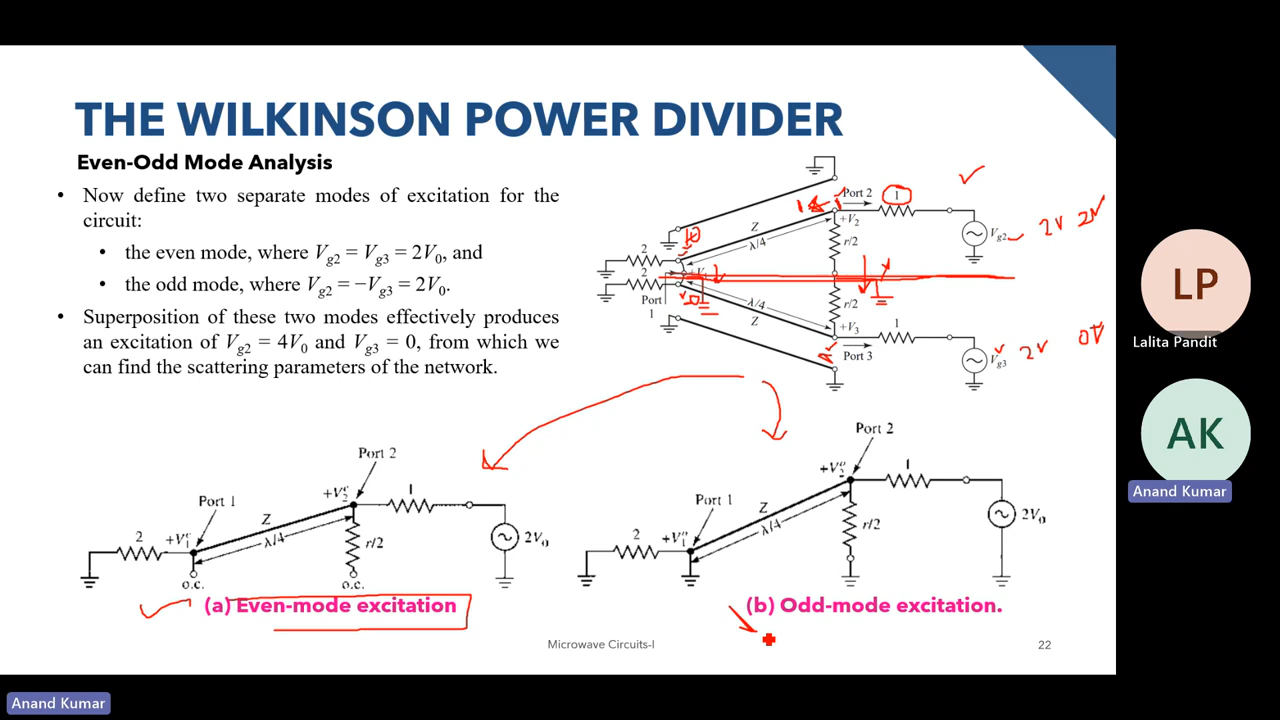 THE WILKINSON POWER DIVIDER
Even-Odd Mode Analysis
• Now define two separate modes of excitation for the
circuit:
• the even mode, where Vg2 = Vg3 = 2V0, and
• the odd mode, where Vg2 = −Vg3 = 2V0.
• Superposition of these two modes effectively produces
an excitation of Vg2 = 4V0 and Vg3 = 0, from which we
can find the scattering parameters of the network.
Port 2
1
+V2
Z
λ/4
r/2
Vg2
2V 2V
2
2
Port
1
λ/4
Z
r/2
+V3
1
Port 3
Vg3
2V
0V
Port 2
Port 1
+V2e
1
Z
λ/4
2
+V1e
r/2
2V0
o.c.
o.c.
(a) Even-mode excitation
Port 2
+V2o
1
Port 1
Z
λ/4
2
+V1o
r/2
2V0
(b) Odd-mode excitation.
Microwave Circuits-I
22
LP
Lalita Pandit
AK
Anand Kumar
Anand Kumar